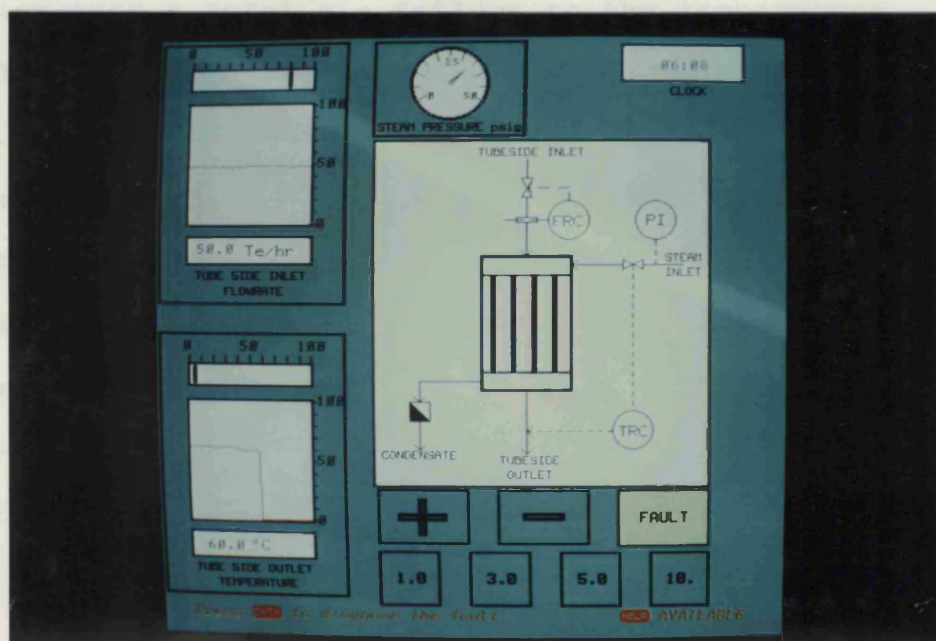 0 50 100
100
50
0
50.0 Te/hr
TUBE SIDE INLET
FLOWRATE
0 50 100
100
50
0
60.0 °C
TUBE SIDE OUTLET
TEMPERATURE
25
0 50
STEAM PRESSURE psig
06:08
CLOCK
TUBESIDE INLET
FRC
PI
STEAM
INLET
TRC
CONDENSATE
TUBESIDE
OUTLET
+ - FAULT
1.0 3.0 5.0 10.
Press to diagnose the fault
HELP AVAILABLE